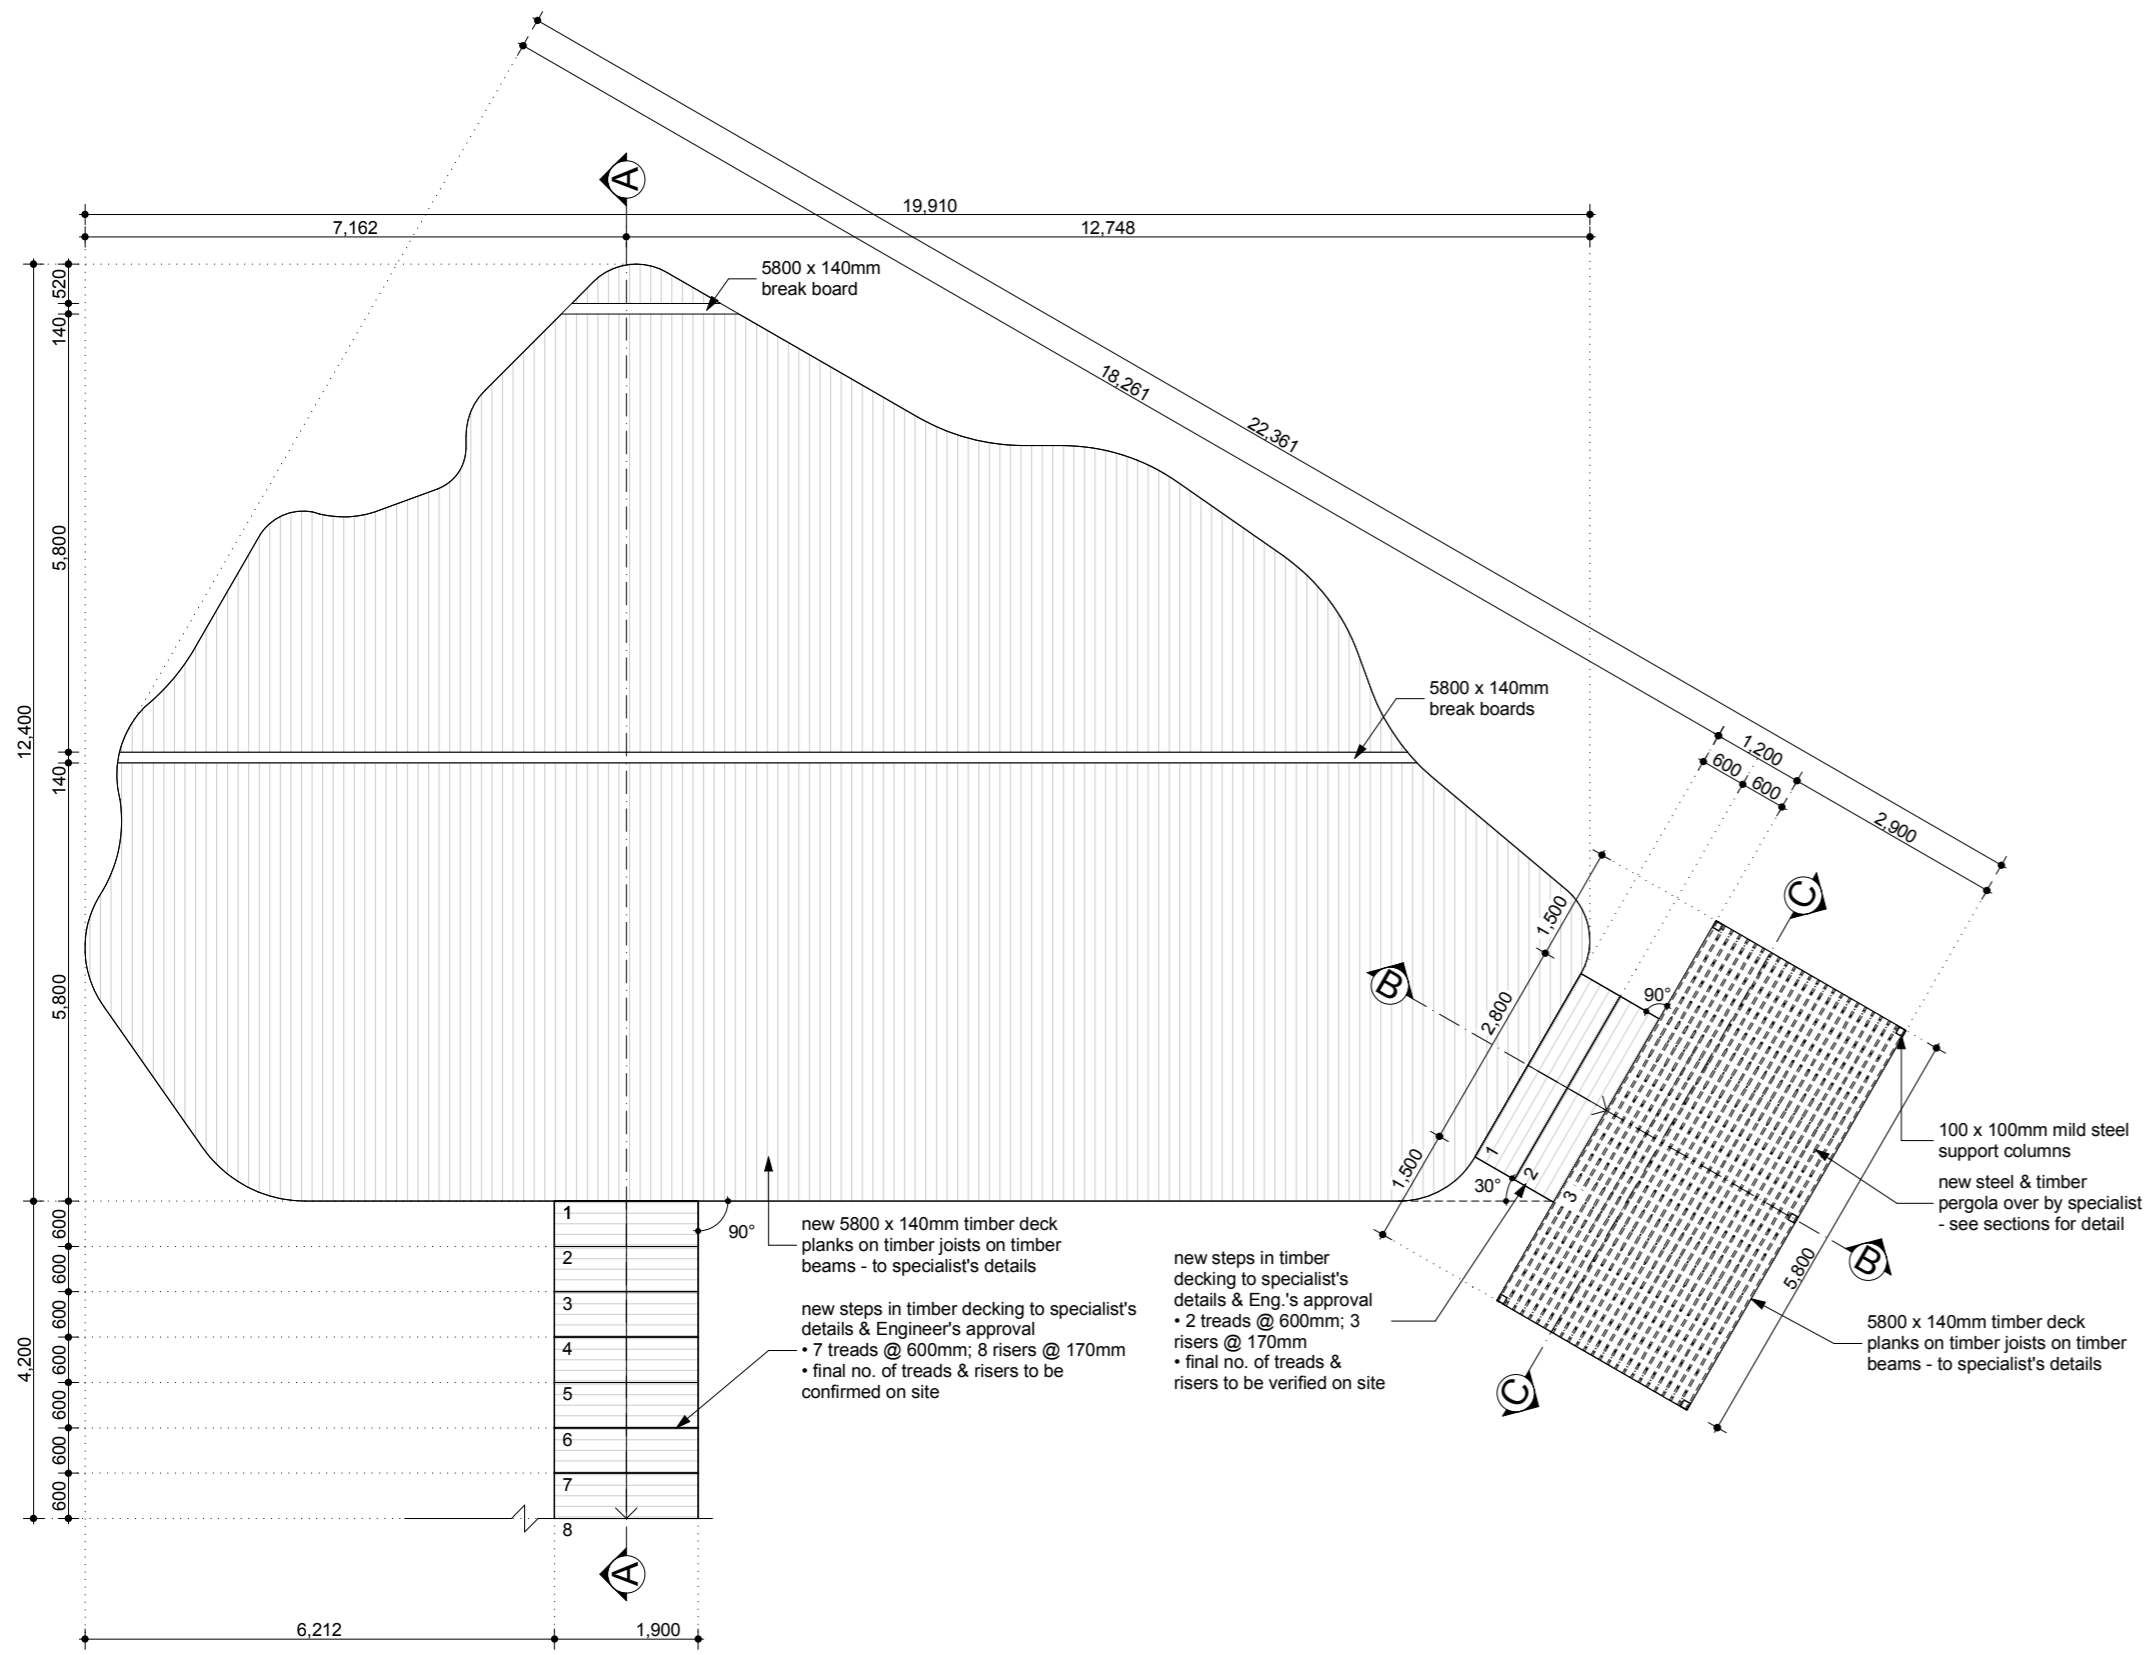 A
19,910
7,162
12,748
520
140
5,800
12,400
140
5,800
5800 x 140mm
break board
18,261
22,361
5800 x 140mm
break boards
1,200
600
600
2,900
1,500
2,800
1,500
C
B
90°
30°
1
2
3
100 x 100mm mild steel
support columns
new steel & timber
pergola over by specialist
- see sections for detail
B
5,800
5800 x 140mm timber deck
planks on timber joists on timber
beams - to specialist's details
C
4,200
600
600
600
600
600
600
600
1
2
3
4
5
6
7
8
90°
new 5800 x 140mm timber deck
planks on timber joists on timber
beams - to specialist's details
new steps in timber decking to specialist's
details & Engineer's approval
• 7 treads @ 600mm; 8 risers @ 170mm
• final no. of treads & risers to be
confirmed on site
new steps in timber
decking to specialist's
details & Eng.'s approval
• 2 treads @ 600mm; 3
risers @ 170mm
• final no. of treads &
risers to be verified on site
A
6,212
1,900